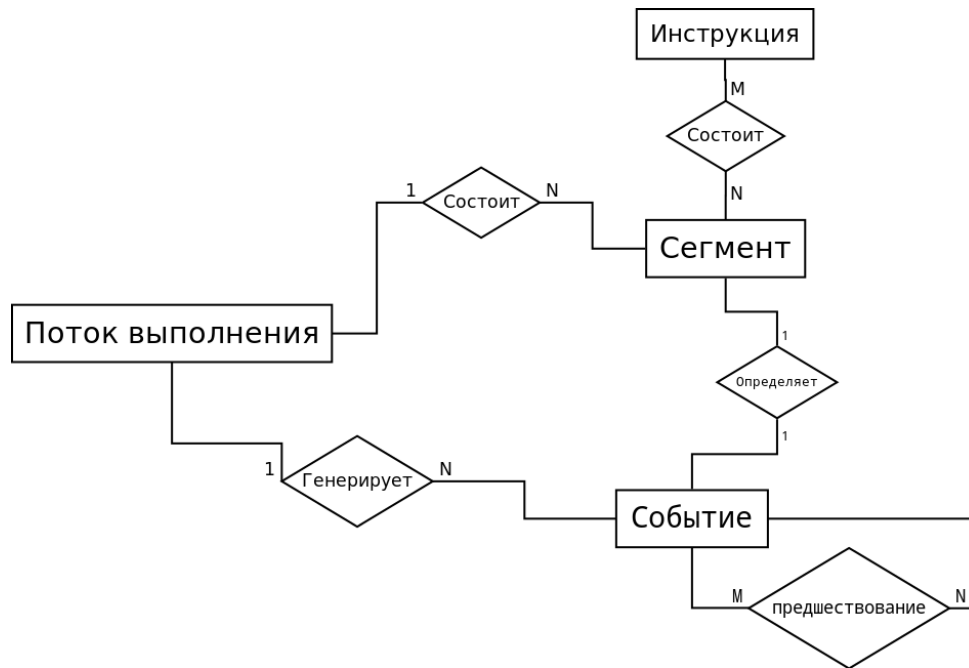 Инструкция
M
Состоит
N
1
Состоит
N
Сегмент
Поток выполнения
1
Определяет
1
1
Генерирует
N
Событие
M
предшествование
N